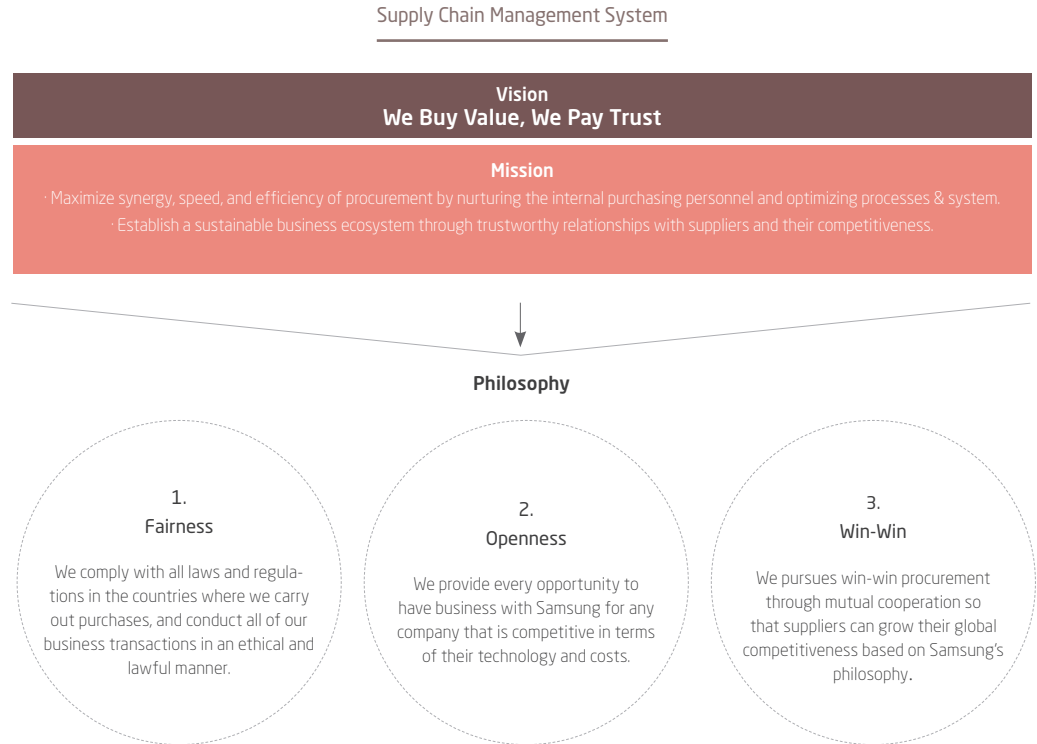 Supply Chain Management System
Vision
We Buy Value, We Pay Trust
Mission
· Maximize synergy, speed, and efficiency of procurement by nurturing the internal purchasing personnel and optimizing processes & system.
· Establish a sustainable business ecosystem through trustworthy relationships with suppliers and their competitiveness.
Philosophy
1.
Fairness
We comply with all laws and regula-
tions in the countries where we carry
out purchases, and conduct all of our
business transactions in an ethical and
lawful manner.
2.
Openness
We provide every opportunity to
have business with Samsung for any
company that is competitive in terms
of their technology and costs.
3.
Win-Win
We pursues win-win procurement
through mutual cooperation so
that suppliers can grow their global
competitiveness based on Samsung's
philosophy.